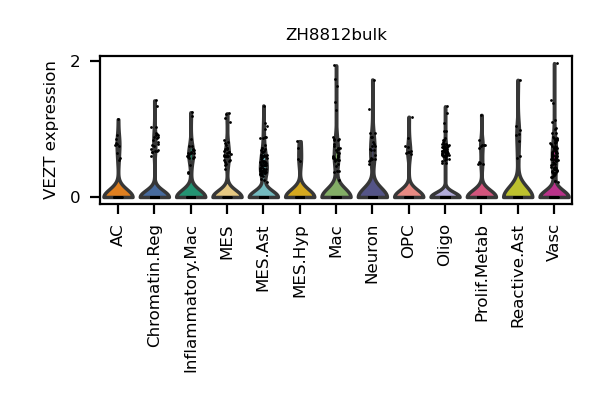 ZH8812bulk
VEZT expression
2
0
AC
Chromatin.Reg
Inflammatory.Mac
MES
MES.Ast
MES.Hyp
Mac
Neuron
OPC
Oligo
Prolif.Metab
Reactive.Ast
Vasc